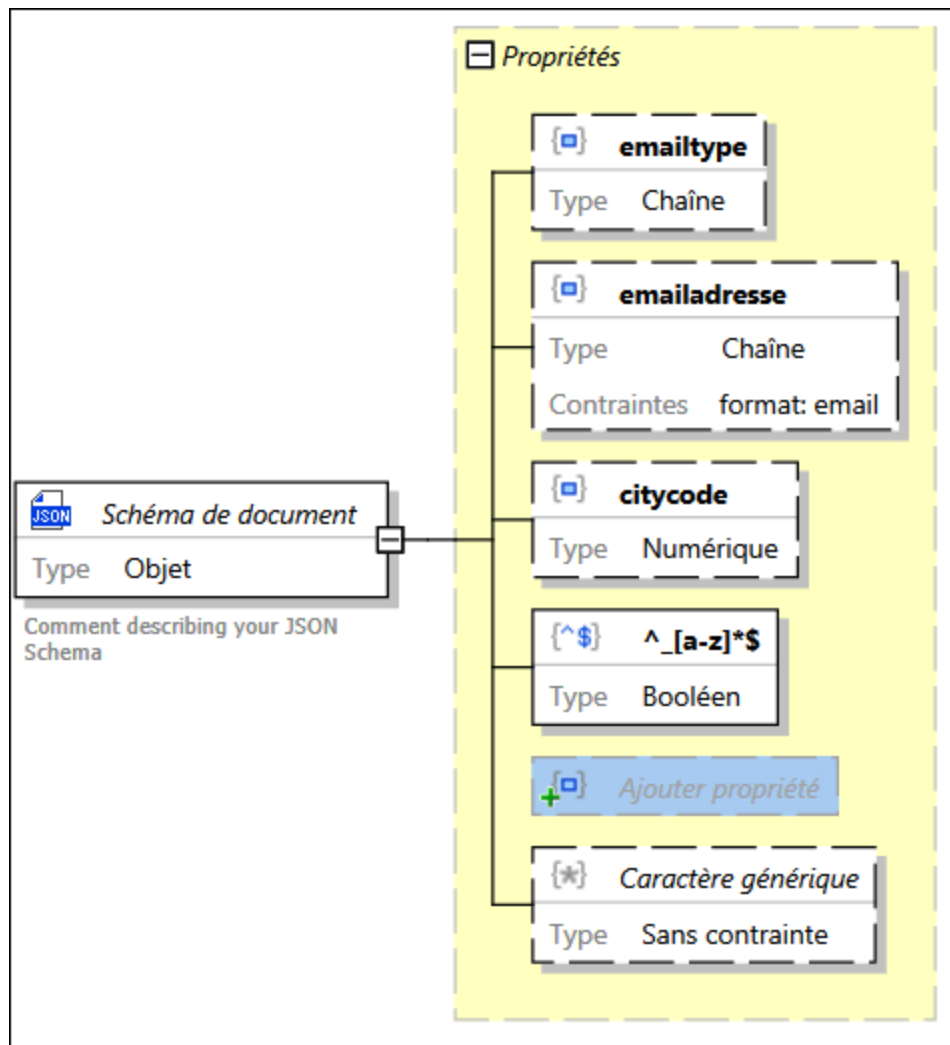 Propriétés
emailtype
Type Chaîne
emailadresse
Type Chaîne
Contraintes format: email
citycode
Type Numérique
JSON Schéma de document
Type Objet
Comment describing your JSON
Schema
{^$} ^_[a-z]*$
Type Booléen
Ajouter propriété
{*} Caractère générique
Type Sans contrainte